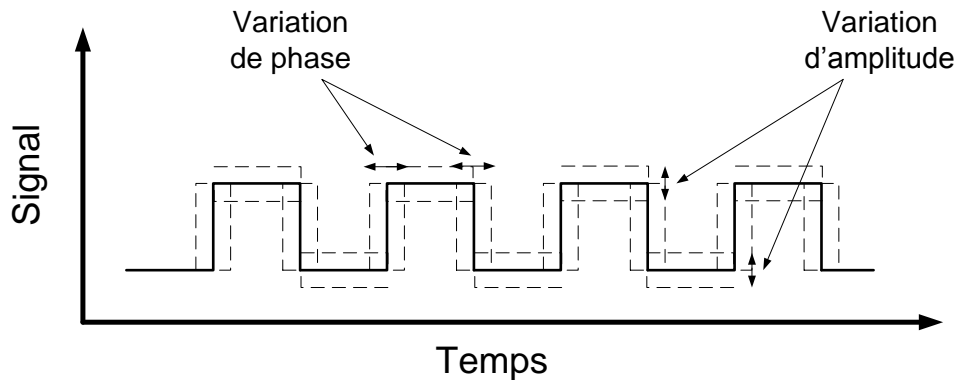 Variation
de phase
Variation
d'amplitude
Signal
Temps